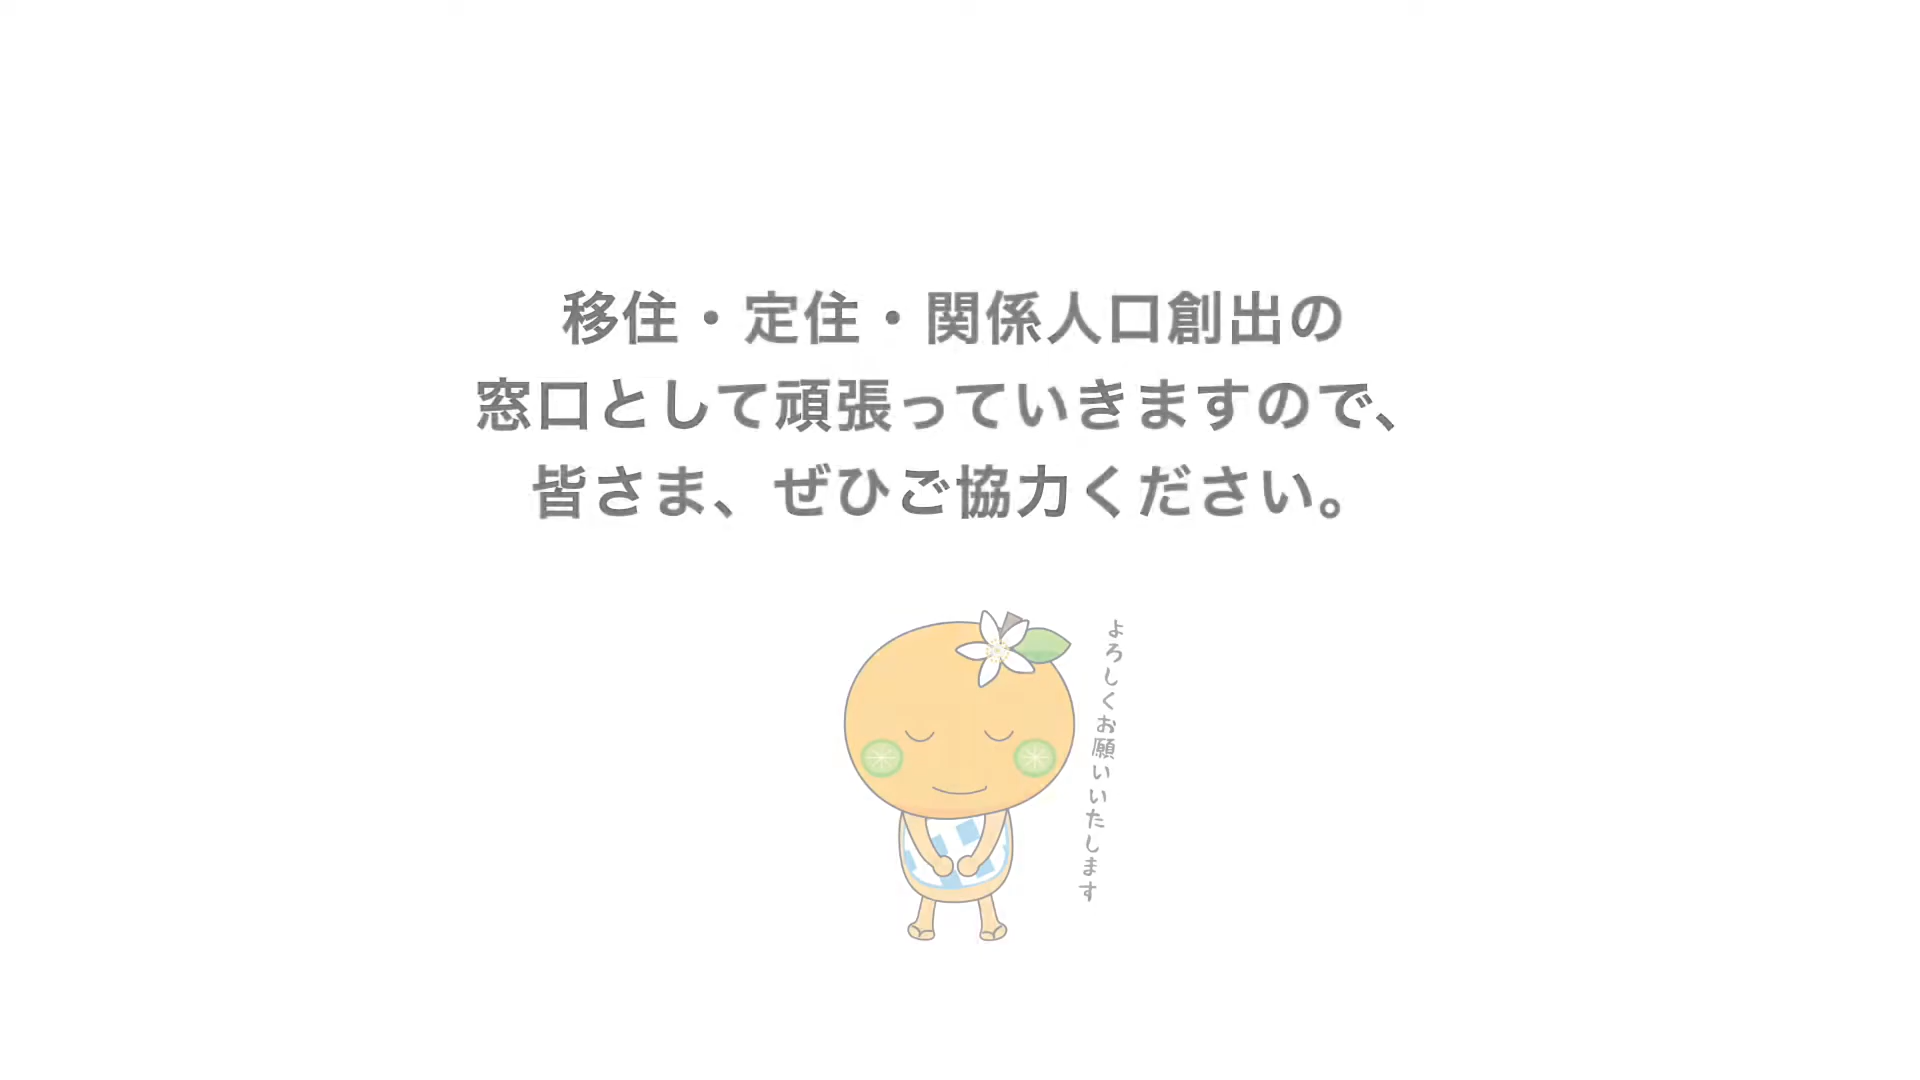 移住・定住・関係人口創出の
窓口として頑張っていきますので、
皆さま、ぜひご協力ください。
よろしくお願いいたします